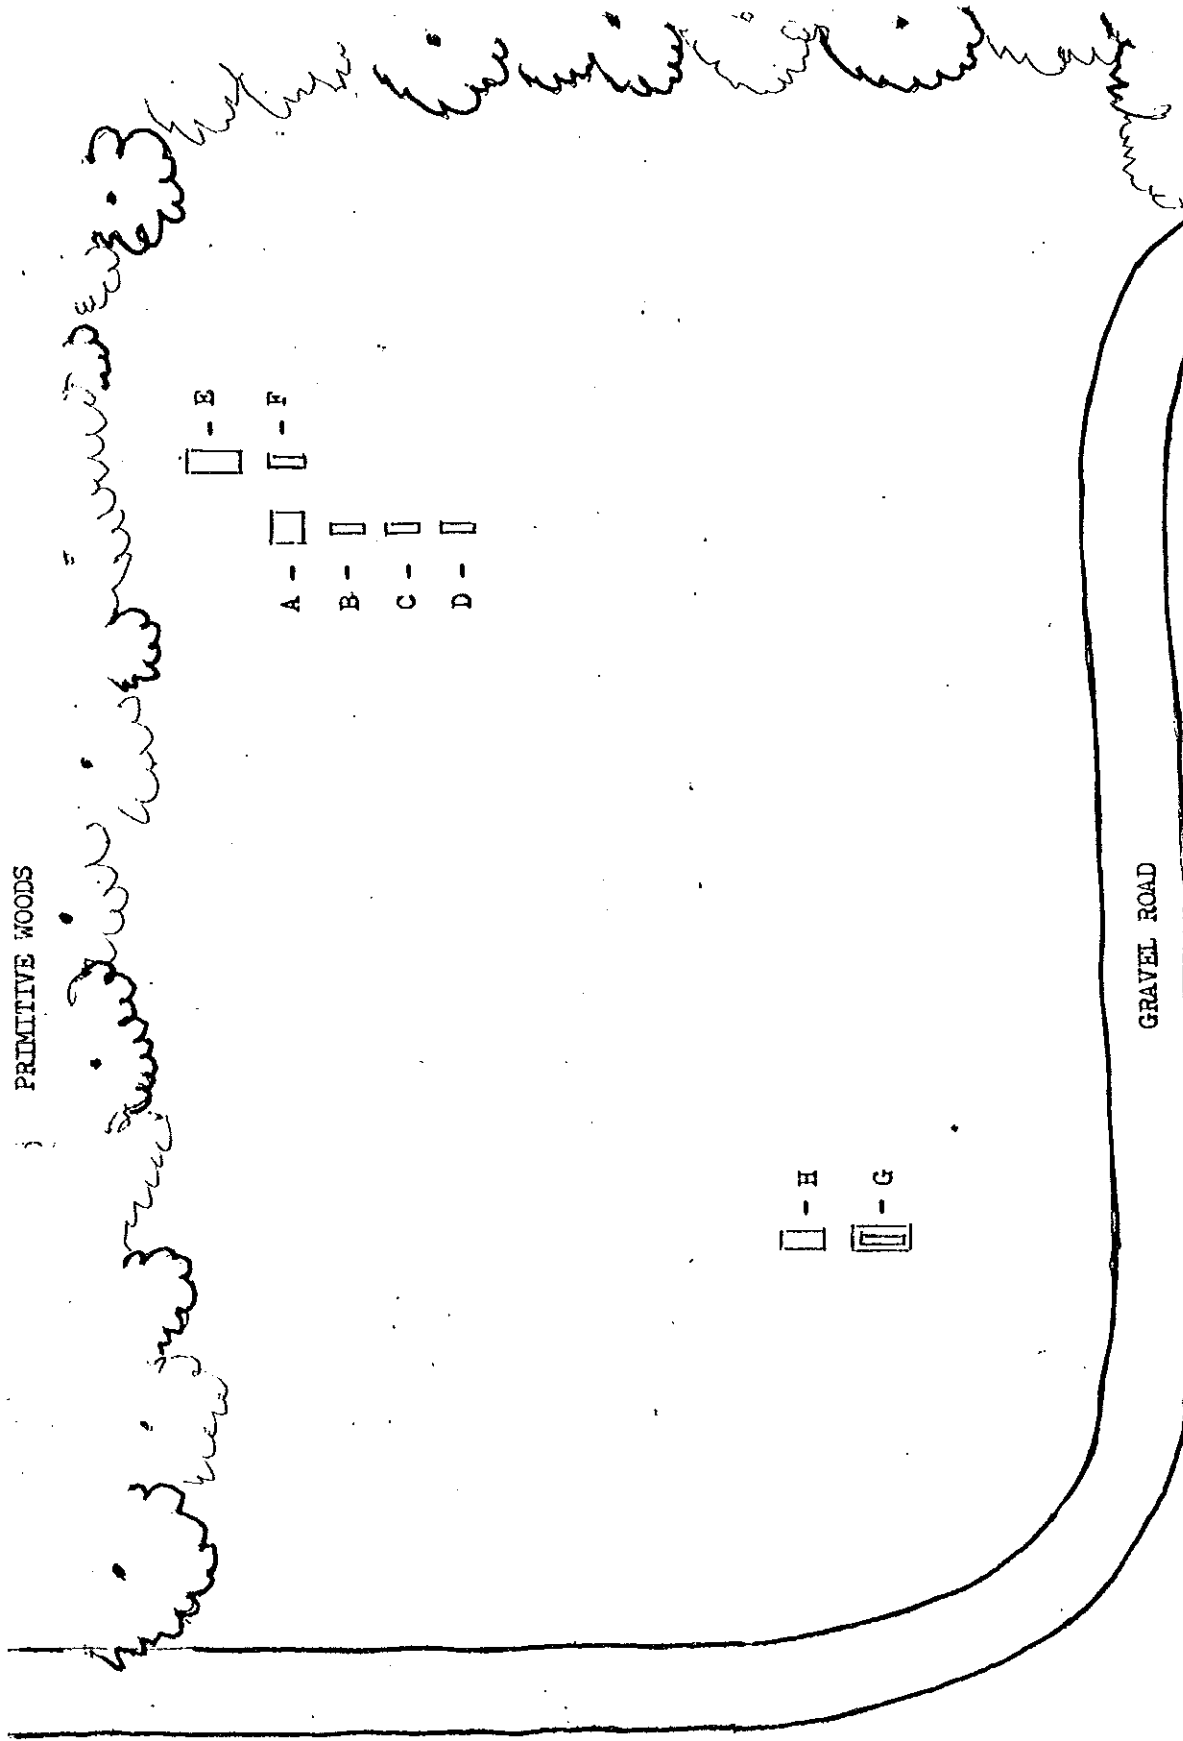 PRIMITIVE WOODS
- E
A - - F
B -
C -
D -
- H
- G
GRAVEL ROAD